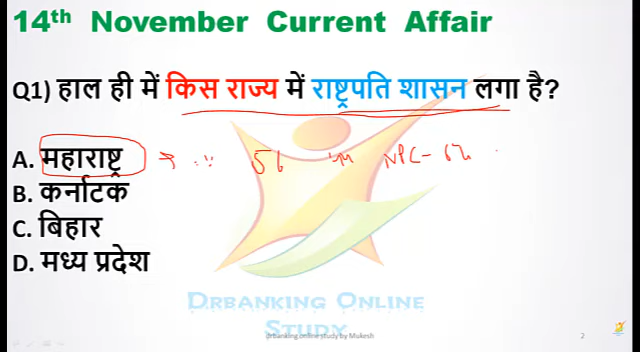 14th November Current Affair
Q1) हाल ही में किस राज्य में राष्ट्रपति शासन लगा है?
A. महाराष्ट्र
56
B. कर्नाटक
C. बिहार
D. मध्य प्रदेश
DRBANKING ONLINE
STUDY
drbanking online study by Mukesh
2